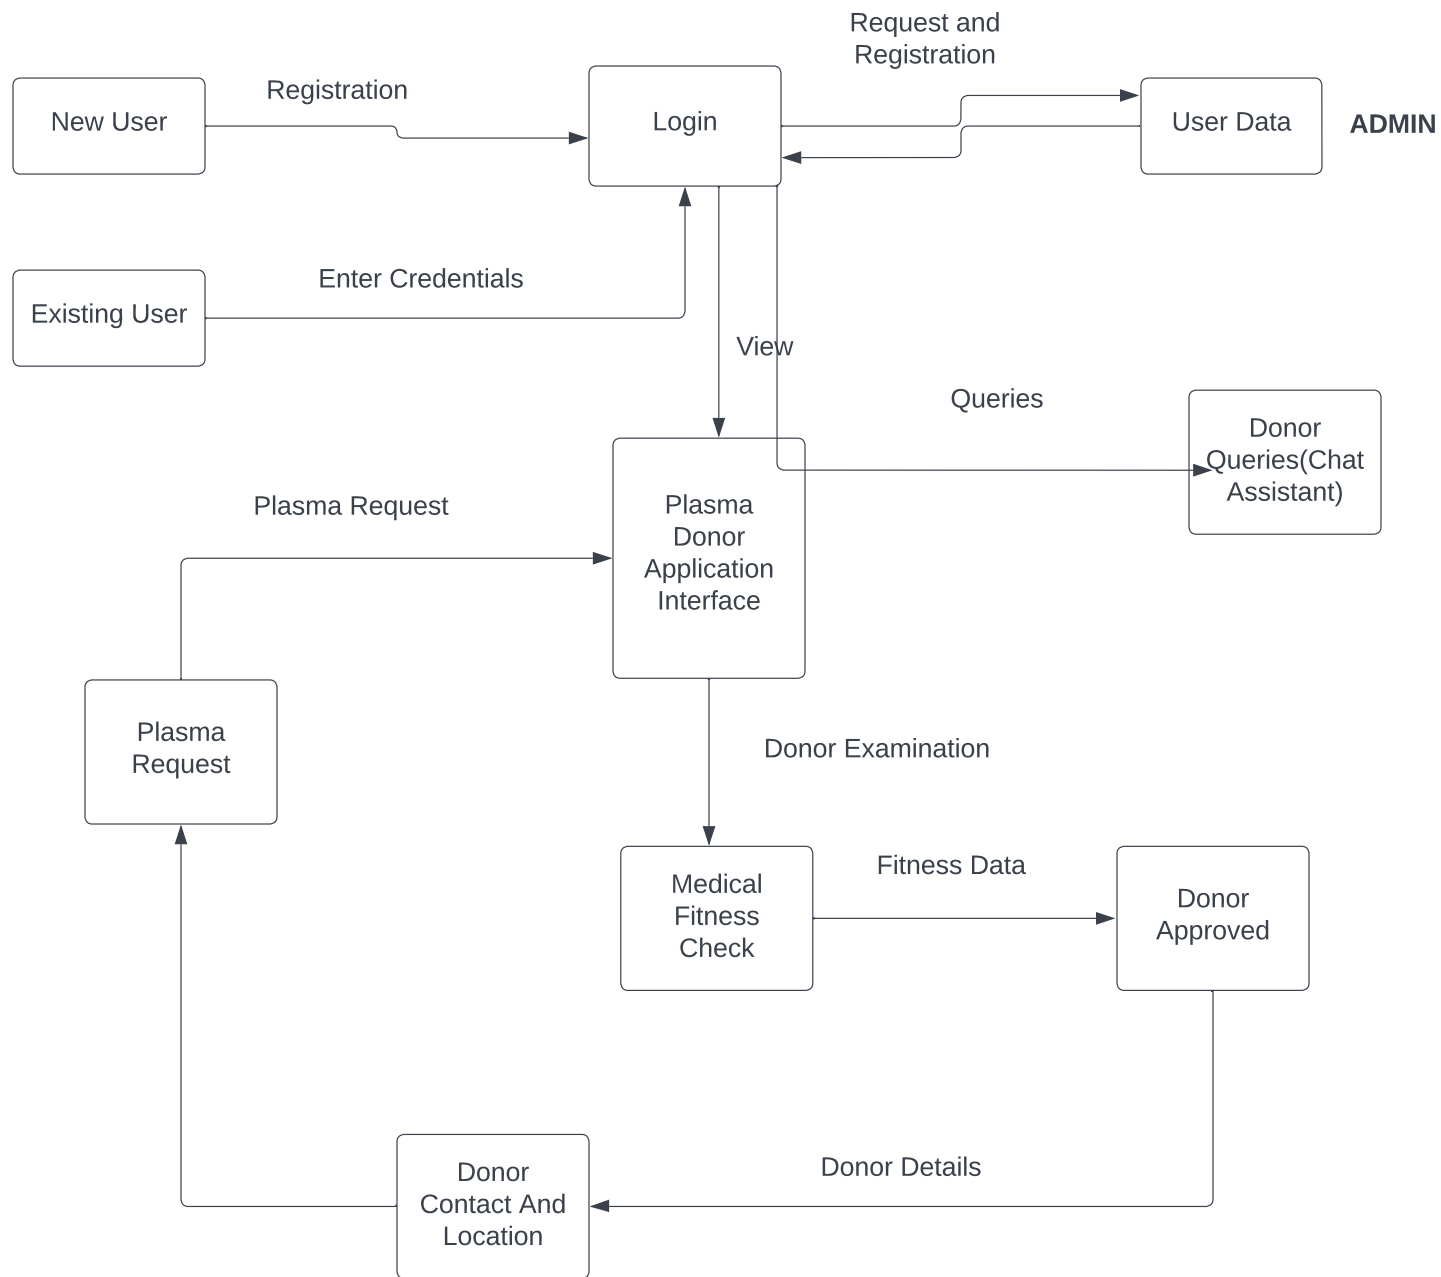 Request and
Registration
New User
Registration
Login
User Data
ADMIN
Existing User
Enter Credentials
View
Queries
Donor
Queries(Chat
Assistant)
Plasma Request
Plasma
Donor
Application
Interface
Plasma
Request
Donor Examination
Medical
Fitness
Check
Fitness Data
Donor
Approved
Donor
Contact And
Location
Donor Details